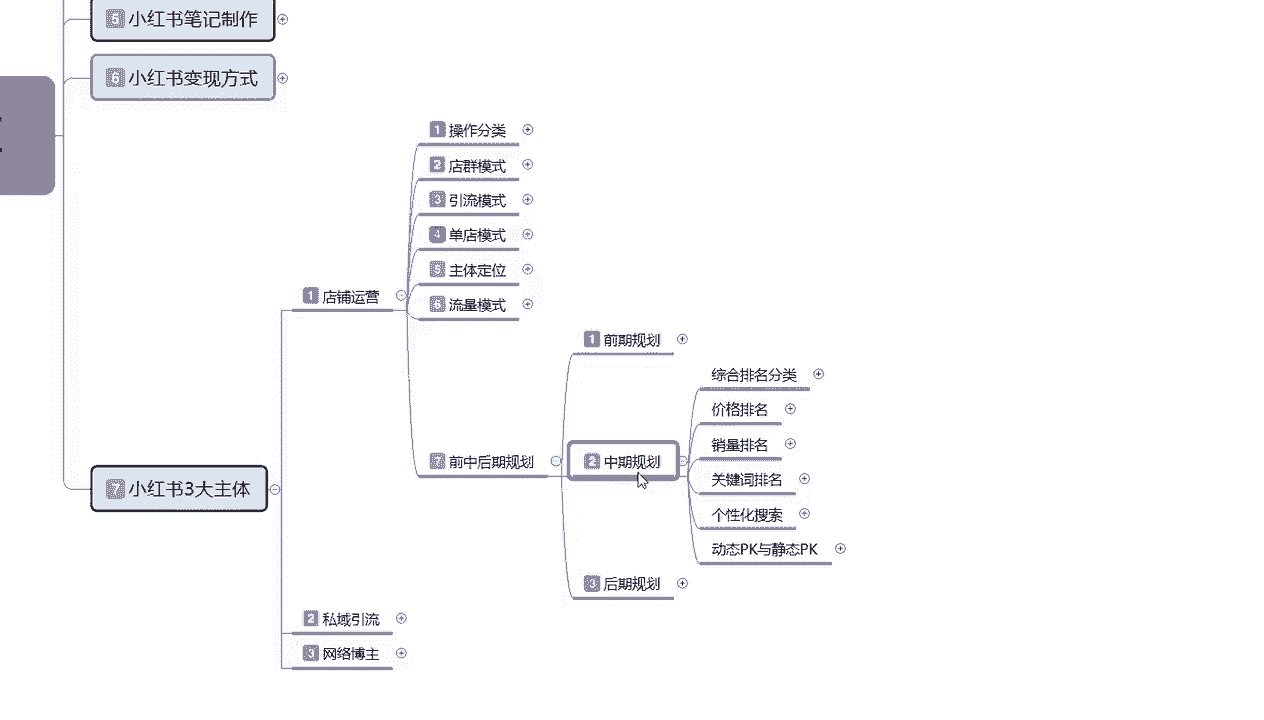 5 小红书笔记制作
6 小红书变现方式
1 操作分类
2 店群模式
3 引流模式
4 单店模式
5 主体定位
1 店铺运营
6 流量模式
1 前期规划
综合排名分类
价格排名
销量排名
7 前中后期规划
2 中期规划
关键词排名
7 小红书3大主体
个性化搜索
动态PK与静态PK
3 后期规划
2 私域引流
3 网络博主